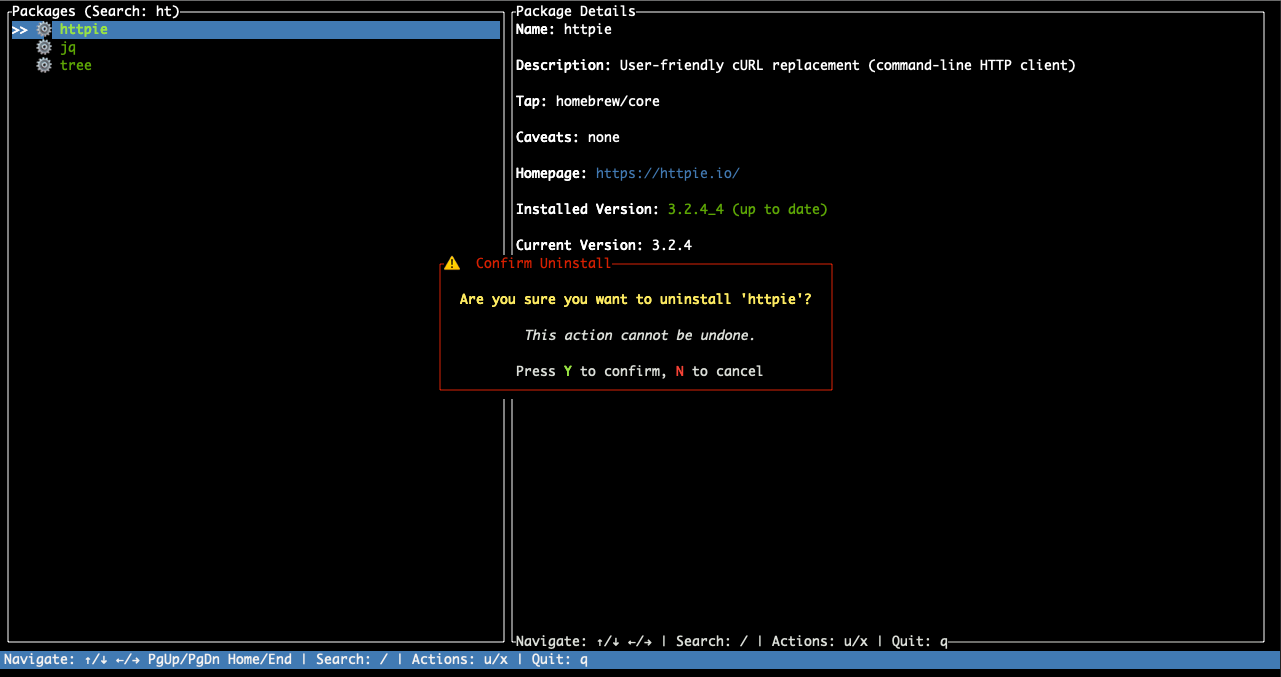 Packages (Search: ht)
>> ⚙ httpie
⚙ jq
⚙ tree
Package Details
Name: httpie
Description: User-friendly cURL replacement (command-line HTTP client)
Tap: homebrew/core
Caveats: none
Homepage: https://httpie.io/
Installed Version: 3.2.4_4 (up to date)
Current Version: 3.2.4
⚠ Confirm Uninstall
Are you sure you want to uninstall 'httpie'?
This action cannot be undone.
Press Y to confirm, N to cancel
Navigate: ↑/↓ ←/→ | Search: / | Actions: u/x | Quit: q
Navigate: ↑/↓ ←/→ PgUp/PgDn Home/End | Search: / | Actions: u/x | Quit: q